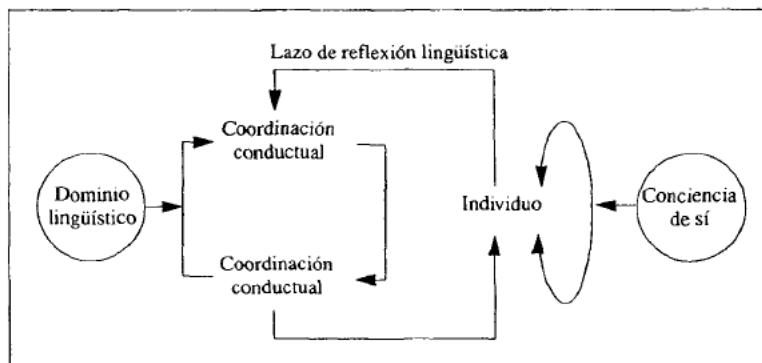 Lazo de reflexión lingüística
Coordinación
conductual
Dominio
lingüístico
Individuo
Conciencia
de sí
Coordinación
conductual